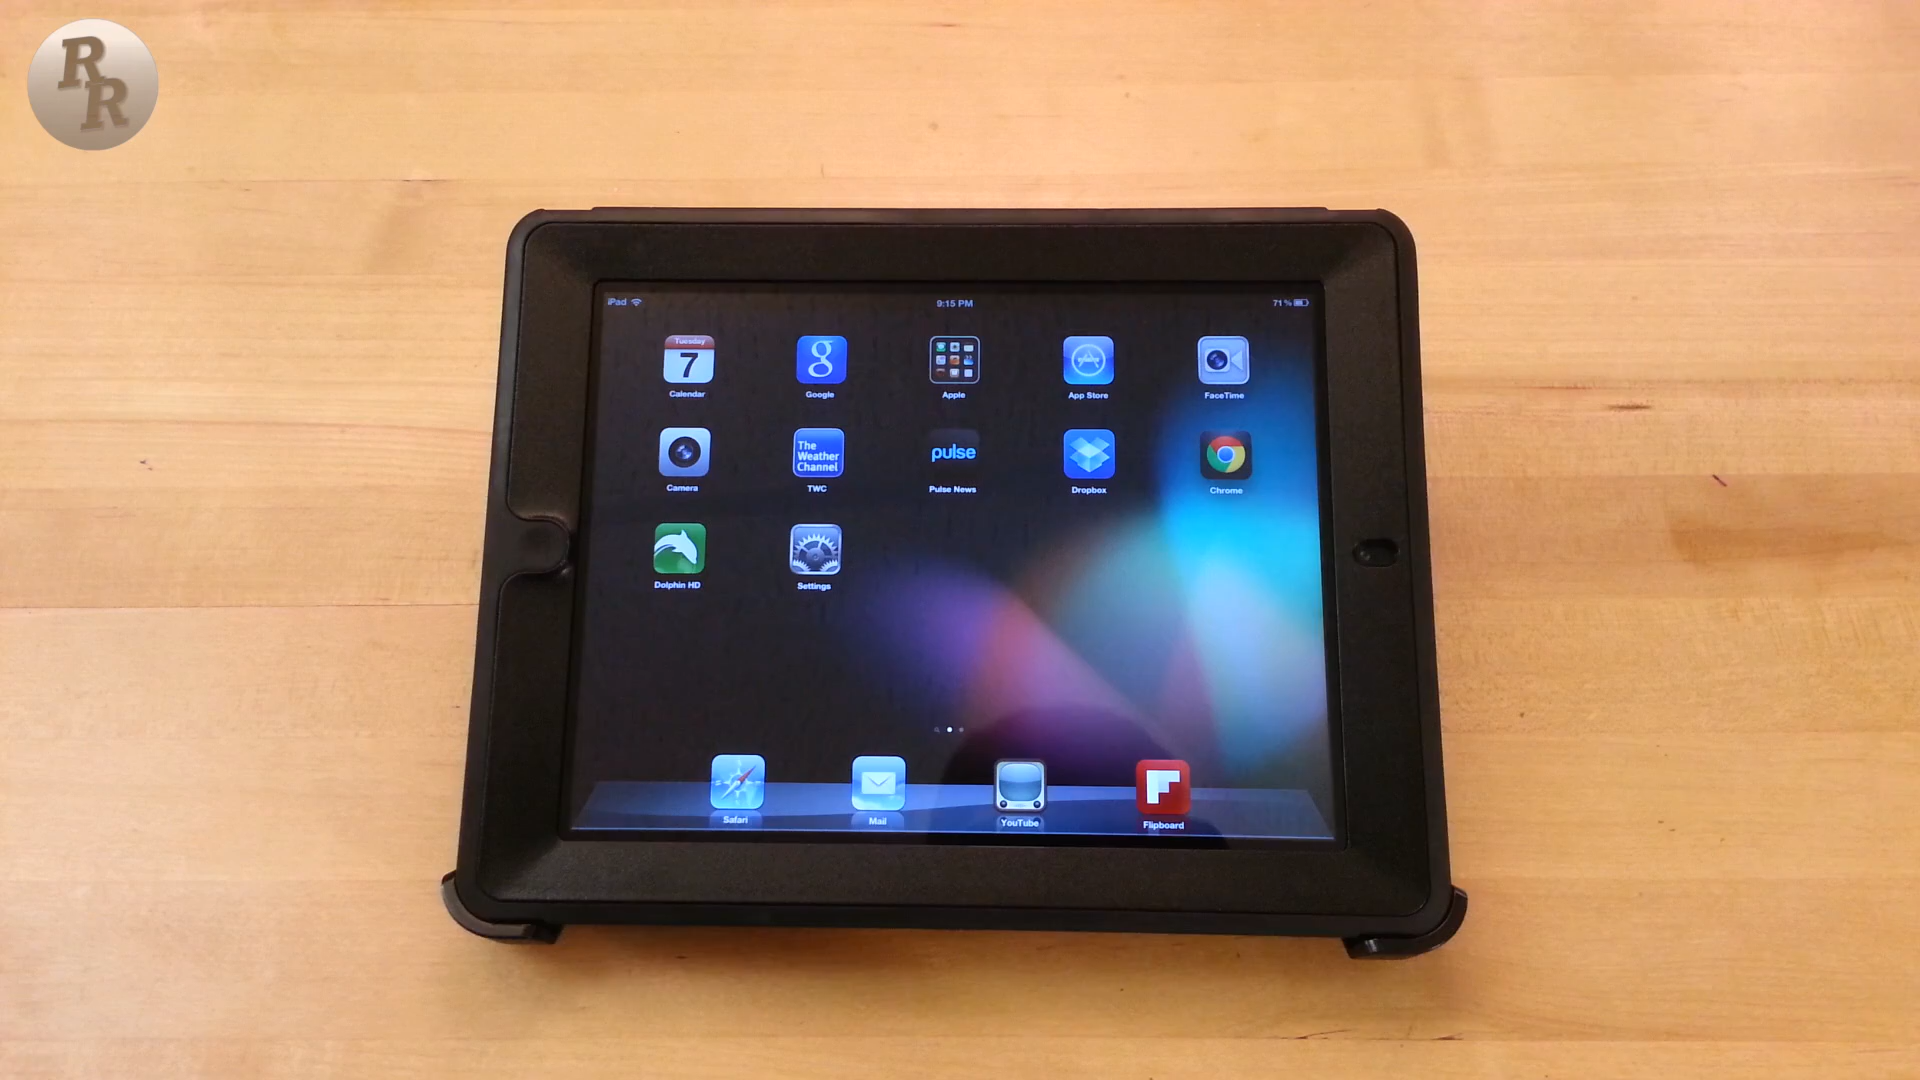 RR
iPad 9:15 PM 71%
Tuesday
7
g
Calendar Google Apple App Store FaceTime
The
Weather
Channel
pulse
Camera TWC Pulse News Dropbox Chrome
Dolphin HD Settings
Safari Mail YouTube Flipboard